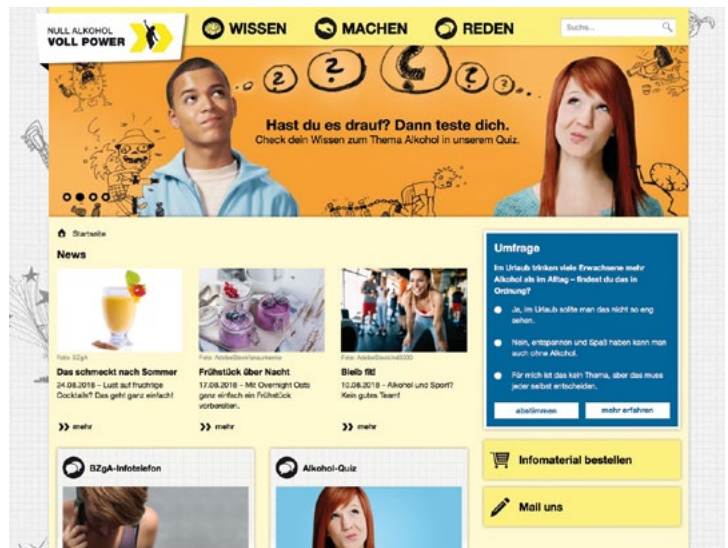 NULL ALKOHOL
VOLL POWER
WISSEN
MACHEN
REDEN
Suche...
? ? ? ? ? ?
Hast du es drauf? Dann teste dich.
Check dein Wissen zum Thema Alkohol in unserem Quiz.
Startseite
News
Foto: BZgA
Das schmeckt nach Sommer
24.08.2018 – Lust auf fruchtige
Cocktails? Das geht ganz einfach!
mehr
Frühstück über Nacht
17.08.2018 – Mit Overnight Oats
ganz einfach ein Frühstück
vorbereiten.
mehr
Bleib fit!
10.08.2018 – Alkohol und Sport?
Kein gutes Team!
mehr
Umfrage
Im Urlaub trinken viele Erwachsene mehr
Alkohol als im Alltag – findest du das in
Ordnung?
Ja, im Urlaub sollte man das nicht so eng
sehen.
Nein, entspannen und Spaß haben kann man
auch ohne Alkohol.
Für mich ist das kein Thema, aber das muss
jeder selbst entscheiden.
abstimmen
mehr erfahren
BZgA-Infotelefon
Alkohol-Quiz
Infomaterial bestellen
Mail uns